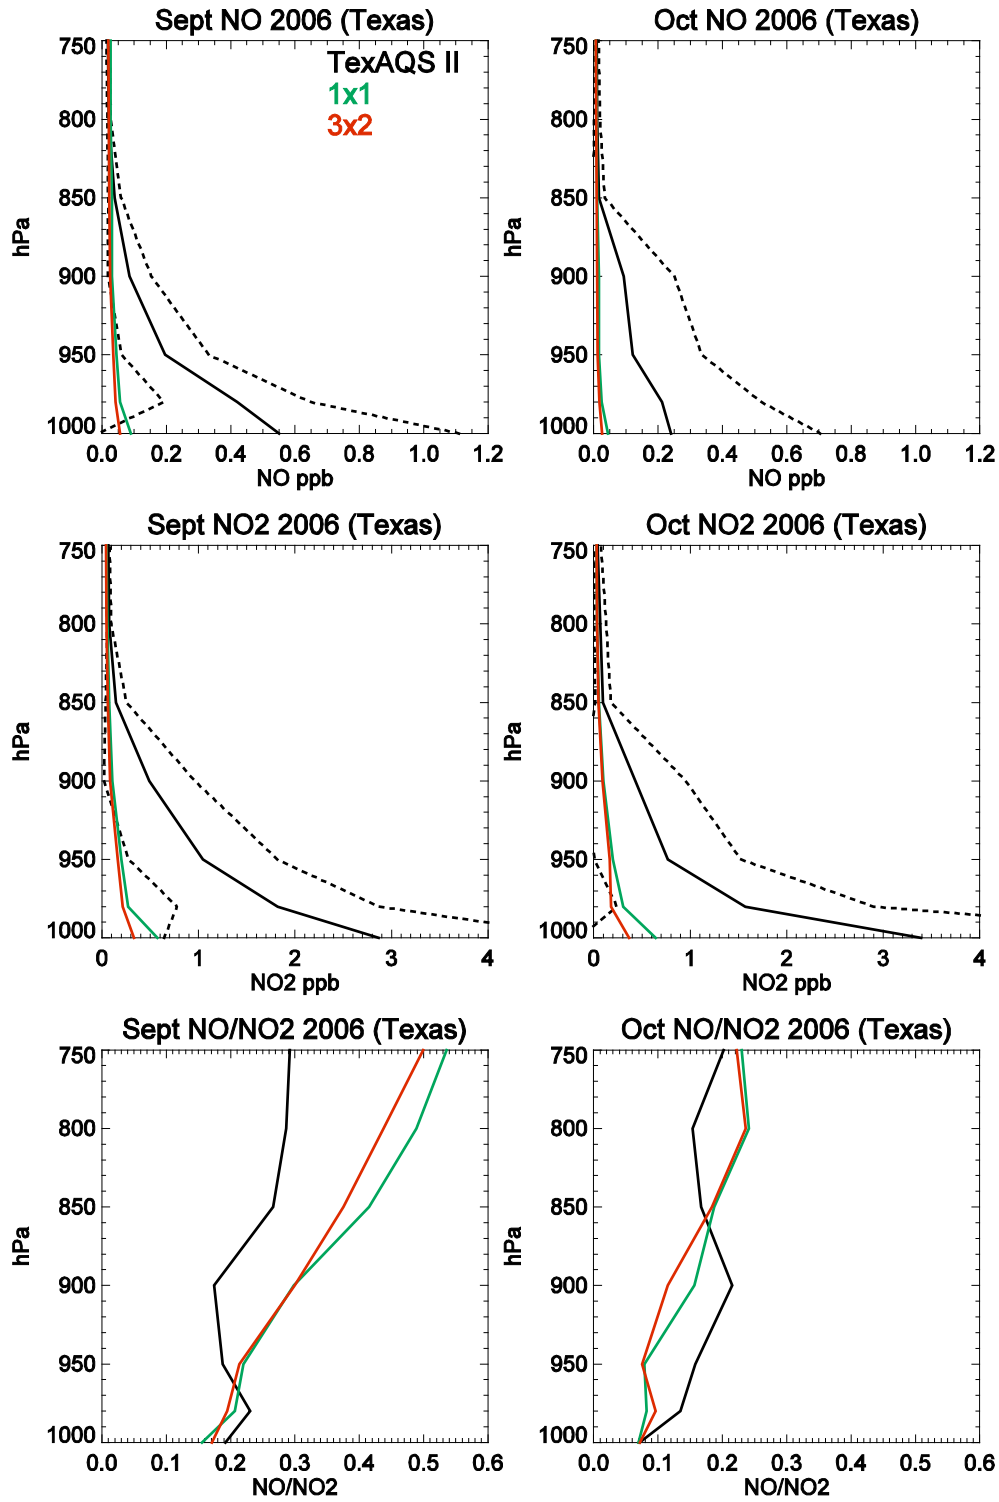 Sept NO 2006 (Texas)
750
800
850
900
950
1000
hPa
TexAQS II
1x1
3x2
0.0 0.2 0.4 0.6 0.8 1.0 1.2
NO ppb
Oct NO 2006 (Texas)
750
800
850
900
950
1000
hPa
0.0 0.2 0.4 0.6 0.8 1.0 1.2
NO ppb
Sept NO2 2006 (Texas)
750
800
850
900
950
1000
hPa
0 1 2 3 4
NO2 ppb
Oct NO2 2006 (Texas)
750
800
850
900
950
1000
hPa
0 1 2 3 4
NO2 ppb
Sept NO/NO2 2006 (Texas)
750
800
850
900
950
1000
hPa
0.0 0.1 0.2 0.3 0.4 0.5 0.6
NO/NO2
Oct NO/NO2 2006 (Texas)
750
800
850
900
950
1000
hPa
0.0 0.1 0.2 0.3 0.4 0.5 0.6
NO/NO2